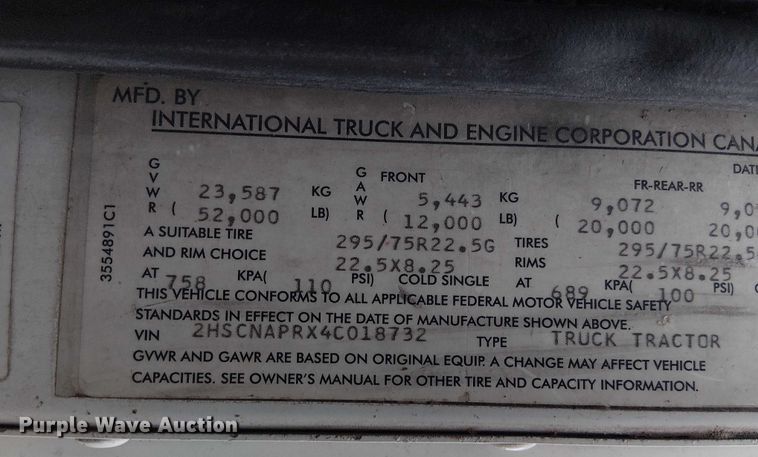 MFD. BY
INTERNATIONAL TRUCK AND ENGINE CORPORATION
GVWR 23,587 KG GAWR FRONT 5,443 KG FR-REAR-RR 9,072
( 52,000 LB) ( 12,000 LB) ( 20,000
A SUITABLE TIRE 295/75R22.5G TIRES 295/75R22.5
AND RIM CHOICE 22.5X8.25 RIMS 22.5X8.25
AT 758 KPA( 110 PSI) COLD SINGLE AT 689 KPA( 100 PSI)
THIS VEHICLE CONFORMS TO ALL APPLICABLE FEDERAL MOTOR VEHICLE SAFETY
STANDARDS IN EFFECT ON THE DATE OF MANUFACTURE SHOWN ABOVE.
VIN 2HSCNAPRX4C018732 TYPE TRUCK TRACTOR
GVWR AND GAWR ARE BASED ON ORIGINAL EQUIP. A CHANGE MAY AFFECT VEHICLE
CAPACITIES. SEE OWNER'S MANUAL FOR OTHER TIRE AND CAPACITY INFORMATION.
3554891C1
Purple Wave Auction